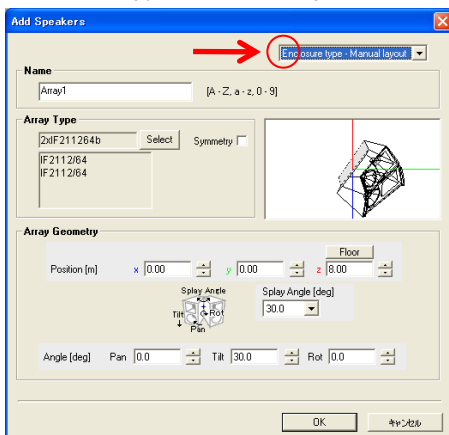 Add Speakers
Enclosure type - Manual layout
Name
Array1
[A - Z, a - z, 0 - 9]
Array Type
2xIF211264b
Select
Symmetry
IF2112/64
IF2112/64
Array Geometry
Floor
Position [m]
x
0.00
y
0.00
z
8.00
Splay Angle
Tilt
Rot
Pan
Splay Angle [deg]
30.0
Angle [deg]
Pan
0.0
Tilt
30.0
Rot
0.0
OK
キャンセル